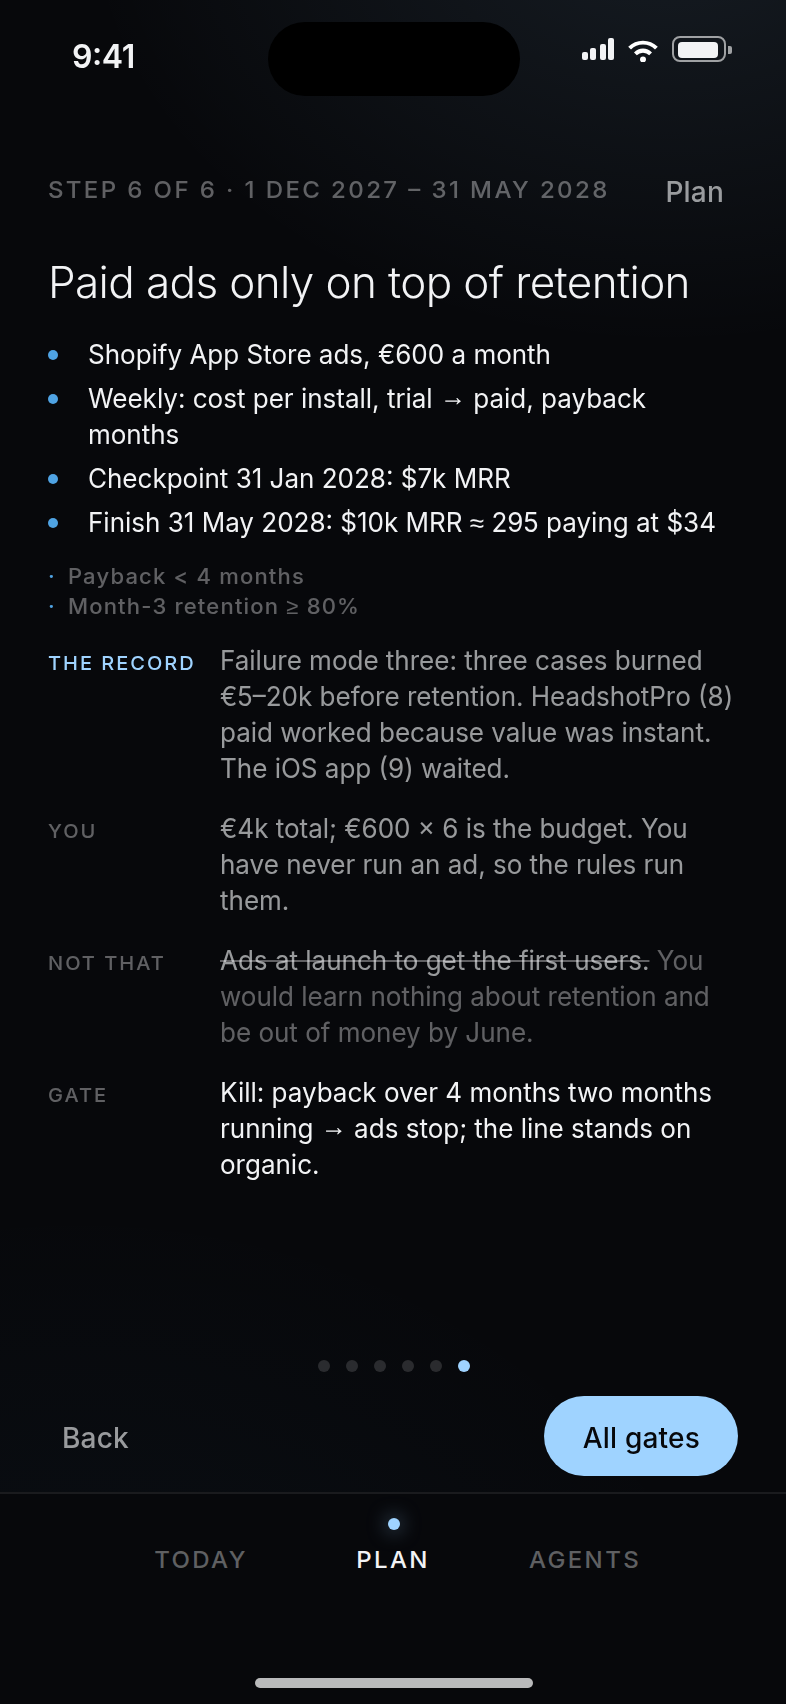 9:41
STEP 6 OF 6 · 1 DEC 2027 – 31 MAY 2028
Plan
Paid ads only on top of retention
• Shopify App Store ads, €600 a month
• Weekly: cost per install, trial → paid, payback
months
• Checkpoint 31 Jan 2028: $7k MRR
• Finish 31 May 2028: $10k MRR ≈ 295 paying at $34
· Payback < 4 months
· Month-3 retention ≥ 80%
THE RECORD
Failure mode three: three cases burned
€5–20k before retention. HeadshotPro (8)
paid worked because value was instant.
The iOS app (9) waited.
YOU
€4k total; €600 × 6 is the budget. You
have never run an ad, so the rules run
them.
NOT THAT
Ads at launch to get the first users. You
would learn nothing about retention and
be out of money by June.
GATE
Kill: payback over 4 months two months
running → ads stop; the line stands on
organic.
Back
All gates
TODAY
PLAN
AGENTS